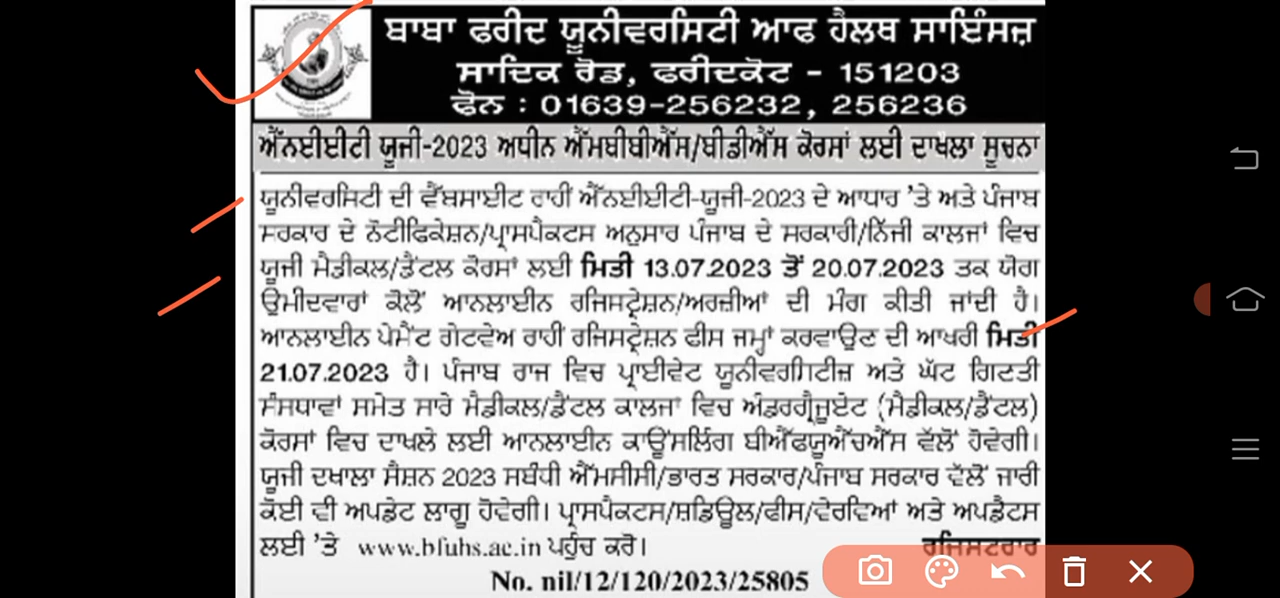 ਬਾਬਾ ਫਰੀਦ ਯੂਨੀਵਰਸਿਟੀ ਆਫ ਹੈਲਥ ਸਾਇੰਸਜ਼
ਸਾਦਿਕ ਰੋਡ, ਫਰੀਦਕੋਟ - 151203
ਫੋਨ : 01639-256232, 256236
ਐੱਨਈਈਟੀ ਯੂਜੀ-2023 ਅਧੀਨ ਐੱਮਬੀਬੀਐੱਸ/ਬੀਡੀਐੱਸ ਕੋਰਸਾਂ ਲਈ ਦਾਖਲਾ ਸੂਚਨਾ
ਯੂਨੀਵਰਸਿਟੀ ਦੀ ਵੈੱਬਸਾਈਟ ਰਾਹੀਂ ਐੱਨਈਈਟੀ-ਯੂਜੀ-2023 ਦੇ ਆਧਾਰ 'ਤੇ ਅਤੇ ਪੰਜਾਬ
ਸਰਕਾਰ ਦੇ ਨੋਟੀਫਿਕੇਸ਼ਨ/ਪ੍ਰਾਸਪੈਕਟਸ ਅਨੁਸਾਰ ਪੰਜਾਬ ਦੇ ਸਰਕਾਰੀ/ਨਿੱਜੀ ਕਾਲਜਾਂ ਵਿਚ
ਯੂਜੀ ਮੈਡੀਕਲ/ਡੈਂਟਲ ਕੋਰਸਾਂ ਲਈ ਮਿਤੀ 13.07.2023 ਤੋਂ 20.07.2023 ਤਕ ਯੋਗ
ਉਮੀਦਵਾਰਾਂ ਕੋਲੋਂ ਆਨਲਾਈਨ ਰਜਿਸਟ੍ਰੇਸ਼ਨ/ਅਰਜ਼ੀਆਂ ਦੀ ਮੰਗ ਕੀਤੀ ਜਾਂਦੀ ਹੈ।
ਆਨਲਾਈਨ ਪੇਮੈਂਟ ਗੇਟਵੇਅ ਰਾਹੀਂ ਰਜਿਸਟ੍ਰੇਸ਼ਨ ਫੀਸ ਜਮ੍ਹਾਂ ਕਰਵਾਉਣ ਦੀ ਆਖਰੀ ਮਿਤੀ
21.07.2023 ਹੈ। ਪੰਜਾਬ ਰਾਜ ਵਿਚ ਪ੍ਰਾਈਵੇਟ ਯੂਨੀਵਰਸਿਟੀਜ਼ ਅਤੇ ਘੱਟ ਗਿਣਤੀ
ਸੰਸਥਾਵਾਂ ਸਮੇਤ ਸਾਰੇ ਮੈਡੀਕਲ/ਡੈਂਟਲ ਕਾਲਜਾਂ ਵਿਚ ਅੰਡਰਗ੍ਰੈਜੂਏਟ (ਮੈਡੀਕਲ/ਡੈਂਟਲ)
ਕੋਰਸਾਂ ਵਿਚ ਦਾਖਲੇ ਲਈ ਆਨਲਾਈਨ ਕਾਊਂਸਲਿੰਗ ਬੀਐੱਫਯੂਐੱਚਐੱਸ ਵੱਲੋਂ ਹੋਵੇਗੀ।
ਯੂਜੀ ਦਖਾਲਾ ਸੈਸ਼ਨ 2023 ਸਬੰਧੀ ਐੱਮਸੀਸੀ/ਭਾਰਤ ਸਰਕਾਰ/ਪੰਜਾਬ ਸਰਕਾਰ ਵੱਲੋਂ ਜਾਰੀ
ਕੋਈ ਵੀ ਅਪਡੇਟ ਲਾਗੂ ਹੋਵੇਗੀ। ਪ੍ਰਾਸਪੈਕਟਸ/ਸ਼ਡਿਊਲ/ਫੀਸ/ਵੇਰਵਿਆਂ ਅਤੇ ਅਪਡੈਟਸ
ਲਈ 'ਤੇ www.bfuhs.ac.in ਪਹੁੰਚ ਕਰੋ। ਰਜਿਸਟਰਾਰ
No. nil/12/120/2023/25805